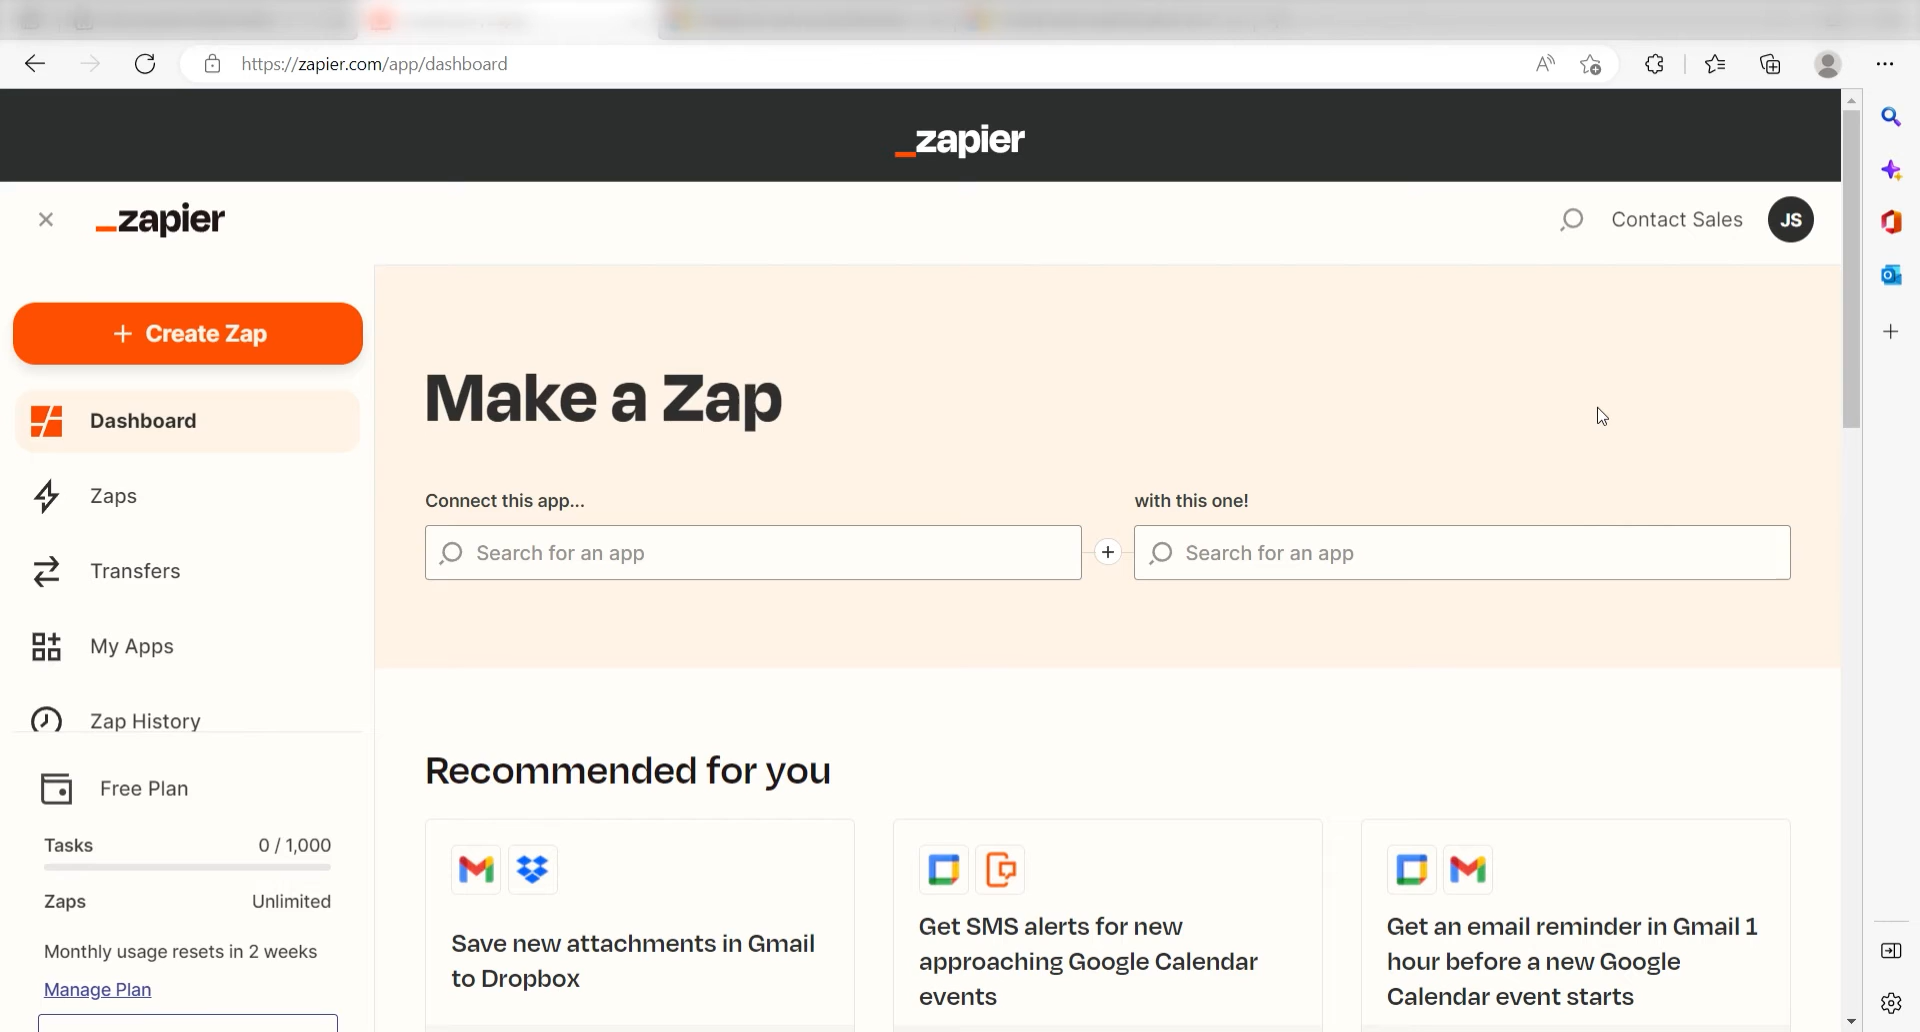 https://zapier.com/app/dashboard
zapier
zapier
Contact Sales
JS
Create Zap
Dashboard
Zaps
Transfers
My Apps
Zap History
Free Plan
Tasks 0 / 1,000
Zaps Unlimited
Monthly usage resets in 2 weeks
Manage Plan
Make a Zap
Connect this app...
Search for an app
with this one!
Search for an app
Recommended for you
Save new attachments in Gmail
to Dropbox
Get SMS alerts for new
approaching Google Calendar
events
Get an email reminder in Gmail 1
hour before a new Google
Calendar event starts